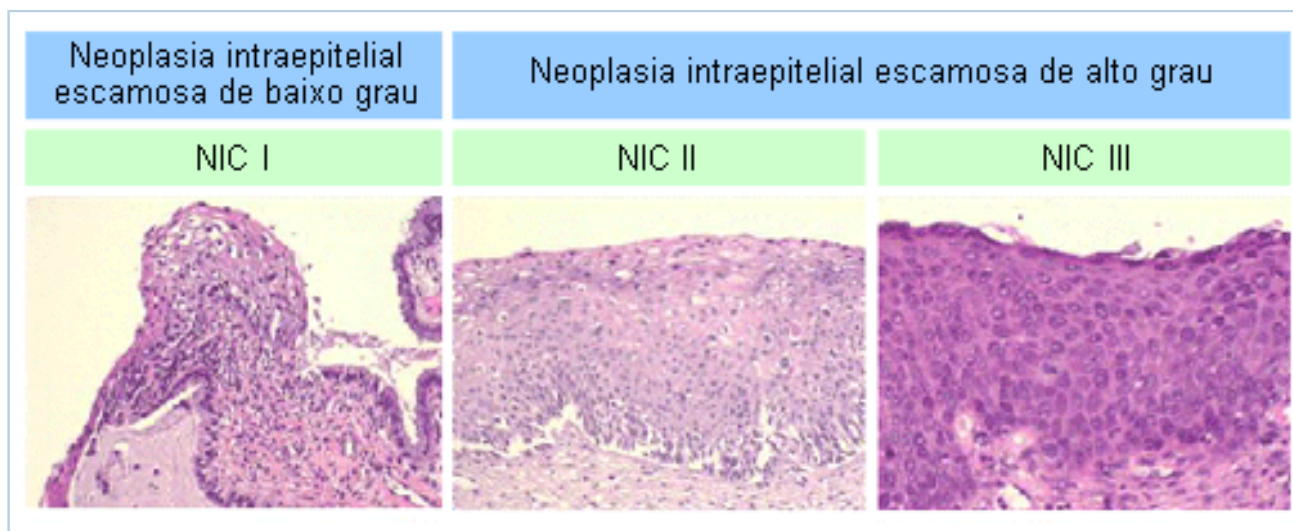 Neoplasia intraepitelial
escamosa de baixo grau
Neoplasia intraepitelial escamosa de alto grau
NIC I
NIC II
NIC III